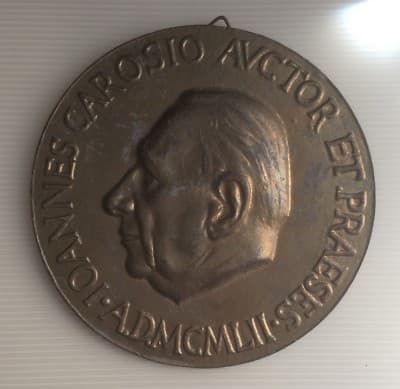 IOANNES CAROSIO AVCTOR ET PRAESES · A.D.MCMLII ·